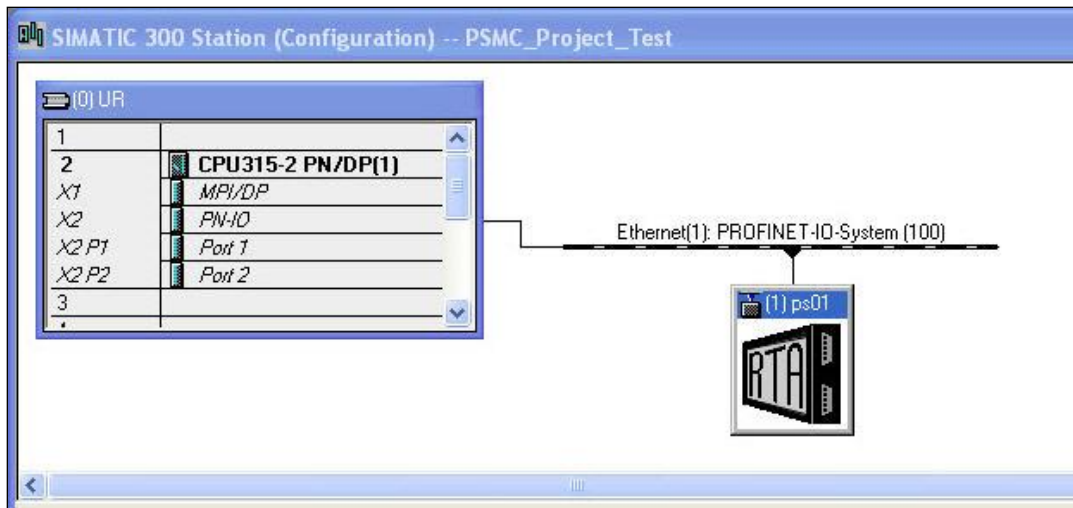 SIMATIC 300 Station (Configuration) -- PSMC_Project_Test
(0) UR
1
2 CPU315-2 PN/DP(1)
X1 MPI/DP
X2 PN-IO
X2 P1 Port 1
X2 P2 Port 2
3
Ethernet(1): PROFINET-IO-System (100)
(1) ps01
RTA